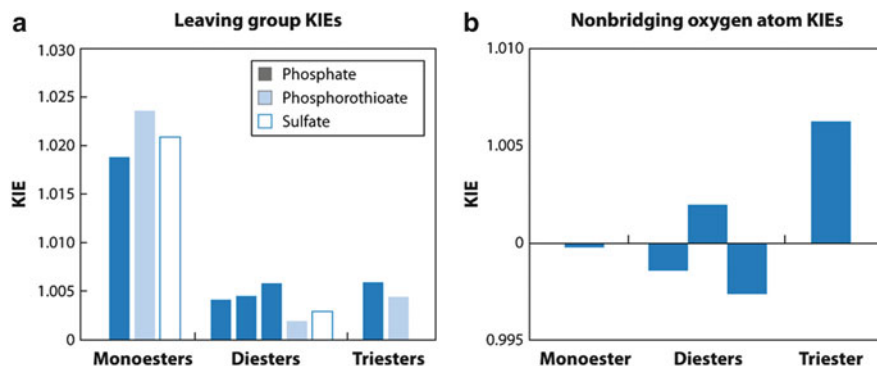 a
Leaving group KIEs
1.030
1.025
1.020
1.015
1.010
1.005
0
KIE
Phosphate
Phosphorothioate
Sulfate
Monoesters Diesters Triesters
b
Nonbridging oxygen atom KIEs
1.010
1.005
0
0.995
KIE
Monoester Diesters Triester